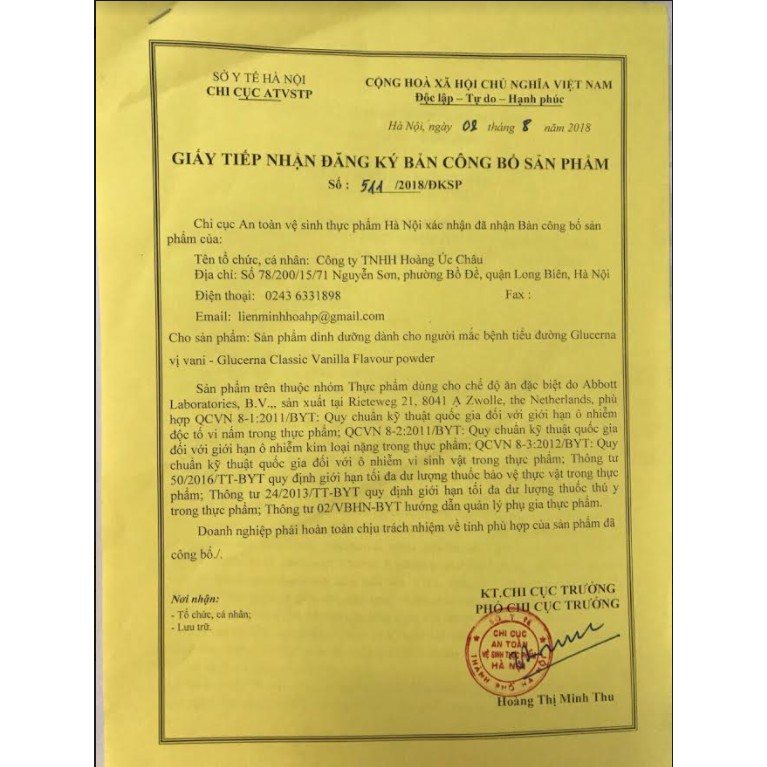 SỞ Y TẾ HÀ NỘI
CHI CỤC ATVSTP
CỘNG HOÀ XÃ HỘI CHỦ NGHĨA VIỆT NAM
Độc lập – Tự do – Hạnh phúc
Hà Nội, ngày 02 tháng 8 năm 2018
GIẤY TIẾP NHẬN ĐĂNG KÝ BẢN CÔNG BỐ SẢN PHẨM
Số : 511 /2018/ĐKSP
Chi cục An toàn vệ sinh thực phẩm Hà Nội xác nhận đã nhận Bản công bố sản
phẩm của:
Tên tổ chức, cá nhân: Công ty TNHH Hoàng Úc Châu
Địa chỉ: Số 78/200/15/71 Nguyễn Sơn, phường Bồ Đề, quận Long Biên, Hà Nội
Điện thoại: 0243 6331898 Fax :
Email: lienminhhoahp@gmail.com
Cho sản phẩm: Sản phẩm dinh dưỡng dành cho người mắc bệnh tiểu đường Glucerna
vị vani - Glucerna Classic Vanilla Flavour powder
Sản phẩm trên thuộc nhóm Thực phẩm dùng cho chế độ ăn đặc biệt do Abbott
Laboratories, B.V.,, sản xuất tại Rieteweg 21, 8041 A Zwolle, the Netherlands, phù
hợp QCVN 8-1:2011/BYT: Quy chuẩn kỹ thuật quốc gia đối với giới hạn ô nhiễm
độc tố vi nấm trong thực phẩm; QCVN 8-2:2011/BYT: Quy chuẩn kỹ thuật quốc gia
đối với giới hạn ô nhiễm kim loại nặng trong thực phẩm; QCVN 8-3:2012/BYT: Quy
chuẩn kỹ thuật quốc gia đối với ô nhiễm vi sinh vật trong thực phẩm; Thông tư
50/2016/TT-BYT quy định giới hạn tối đa dư lượng thuốc bảo vệ thực vật trong thực
phẩm; Thông tư 24/2013/TT-BYT quy định giới hạn tối đa dư lượng thuốc thú y
trong thực phẩm; Thông tư 02/VBHN-BYT hướng dẫn quản lý phụ gia thực phẩm.
Doanh nghiệp phải hoàn toàn chịu trách nhiệm về tính phù hợp của sản phẩm đã
công bố./.
Nơi nhận:
- Tổ chức, cá nhân;
- Lưu trữ.
KT.CHI CỤC TRƯỞNG
PHÓ CHI CỤC TRƯỞNG
SỞ Y TẾ
CHI CỤC
AN TOÀN
VỆ SINH THỰC PHẨM
HÀ NỘI
THÀNH PHỐ HÀ NỘI
Hoàng Thị Minh Thu